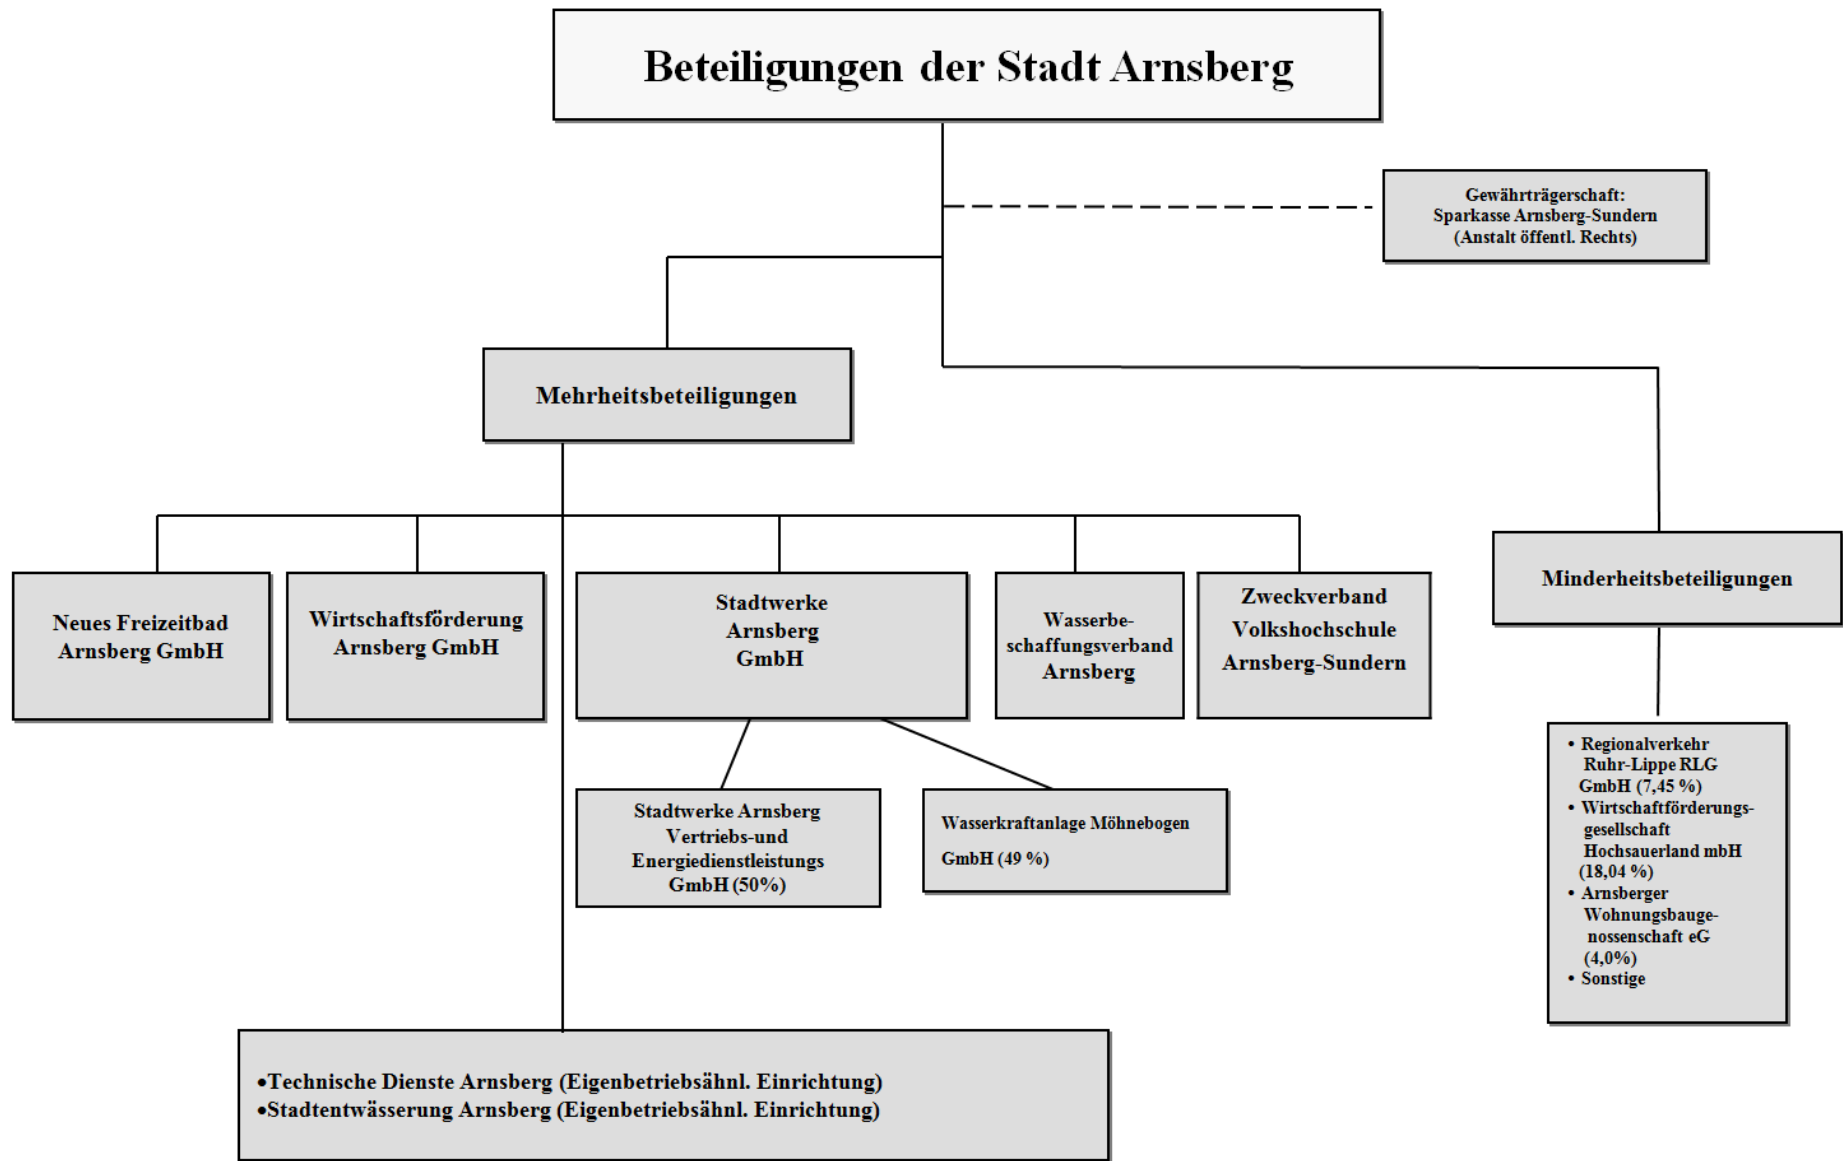 Beteiligungen der Stadt Arnsberg
Gewährträgerschaft:
Sparkasse Arnsberg-Sundern
(Anstalt öffentl. Rechts)
Mehrheitsbeteiligungen
Minderheitsbeteiligungen
Neues Freizeitbad
Arnsberg GmbH
Wirtschaftsförderung
Arnsberg GmbH
Stadtwerke
Arnsberg
GmbH
Wasserbe-
schaffungsverband
Arnsberg
Zweckverband
Volkshochschule
Arnsberg-Sundern
Stadtwerke Arnsberg
Vertriebs-und
Energiedienstleistungs
GmbH (50%)
Wasserkraftanlage Möhnebogen
GmbH (49 %)
• Regionalverkehr
Ruhr-Lippe RLG
GmbH (7,45 %)
• Wirtschaftförderungs-
gesellschaft
Hochsauerland mbH
(18,04 %)
• Arnsberger
Wohnungsbauge-
nossenschaft eG
(4,0%)
• Sonstige
•Technische Dienste Arnsberg (Eigenbetriebsähnl. Einrichtung)
•Stadtentwässerung Arnsberg (Eigenbetriebsähnl. Einrichtung)